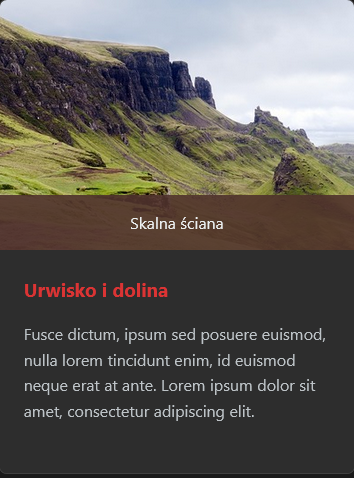 Skalna ściana
Urwisko i dolina
Fusce dictum, ipsum sed posuere euismod,
nulla lorem tincidunt enim, id euismod
neque erat at ante. Lorem ipsum dolor sit
amet, consectetur adipiscing elit.